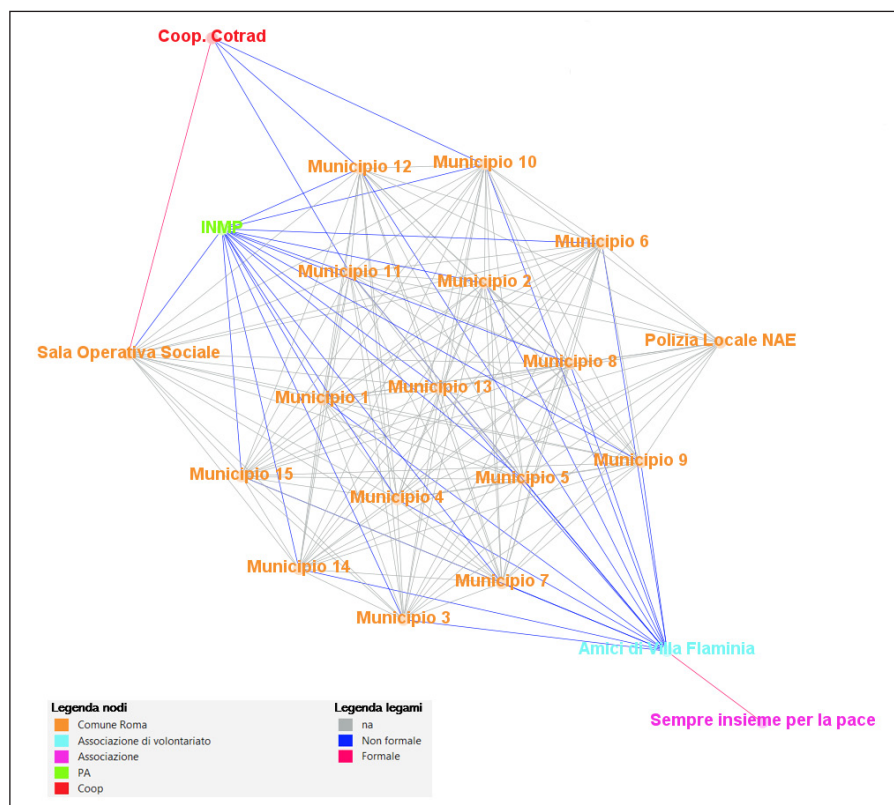 Coop. Cotrad
Municipio 12
Municipio 10
INMP
Municipio 6
Municipio 11
Municipio 2
Sala Operativa Sociale
Polizia Locale NAE
Municipio 8
Municipio 13
Municipio 1
Municipio 9
Municipio 15
Municipio 5
Municipio 4
Municipio 14
Municipio 7
Municipio 3
Amici di Villa Flaminia
Sempre insieme per la pace
Legenda nodi
Comune Roma
Associazione di volontariato
Associazione
PA
Coop
Legenda legami
na
Non formale
Formale